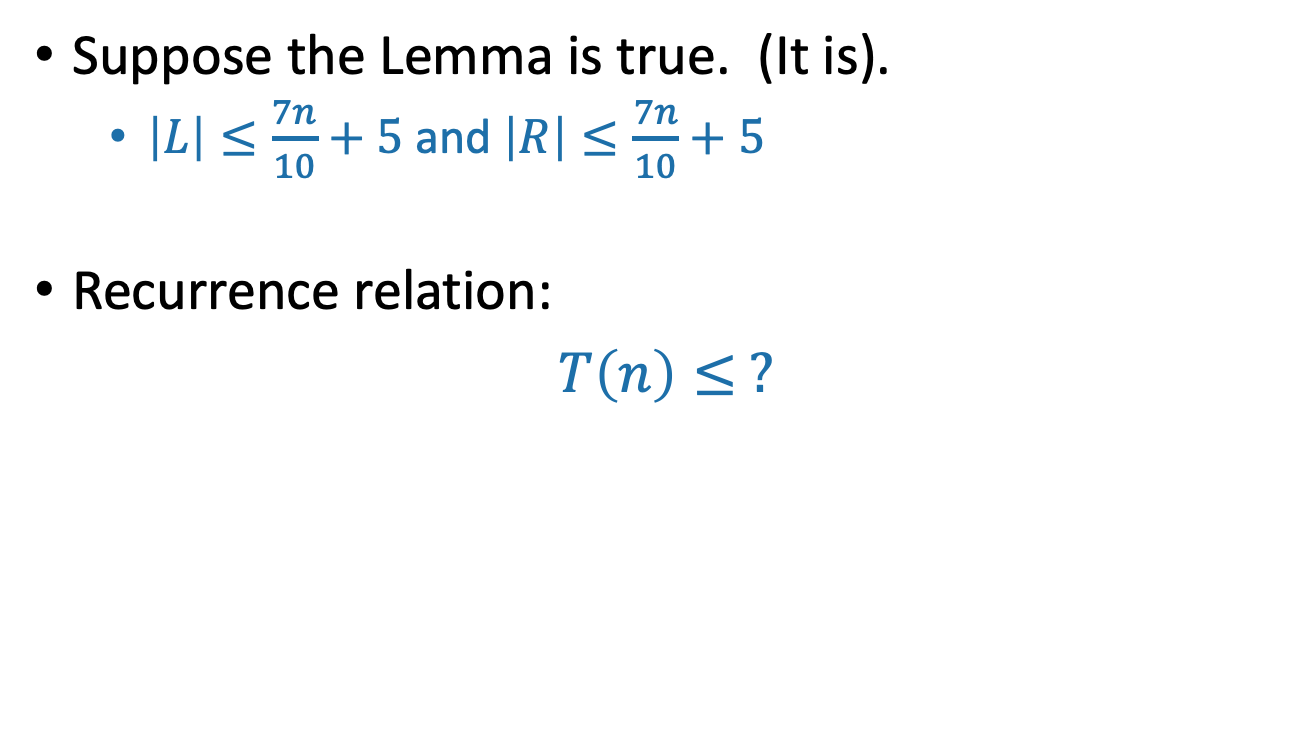 • Suppose the Lemma is true.  (It is).
• |L| ≤ 7n/10 + 5 and |R| ≤ 7n/10 + 5
• Recurrence relation:
T(n) ≤ ?